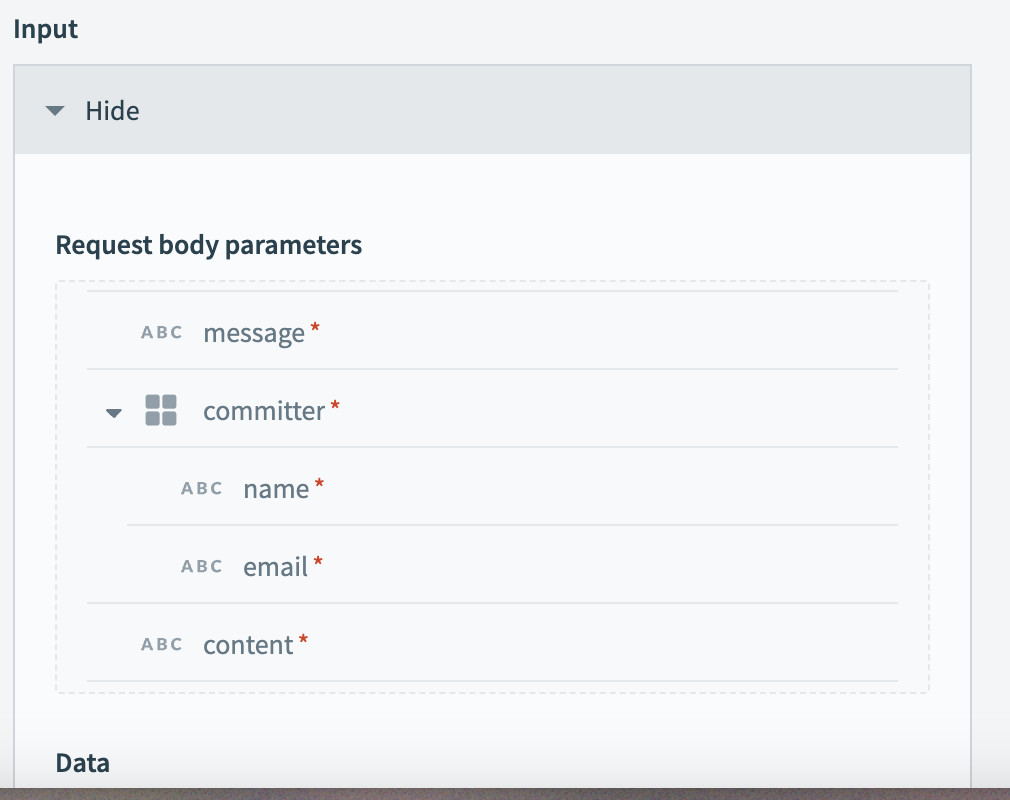 Input
Hide
Request body parameters
ABC message *
committer *
ABC name *
ABC email *
ABC content *
Data